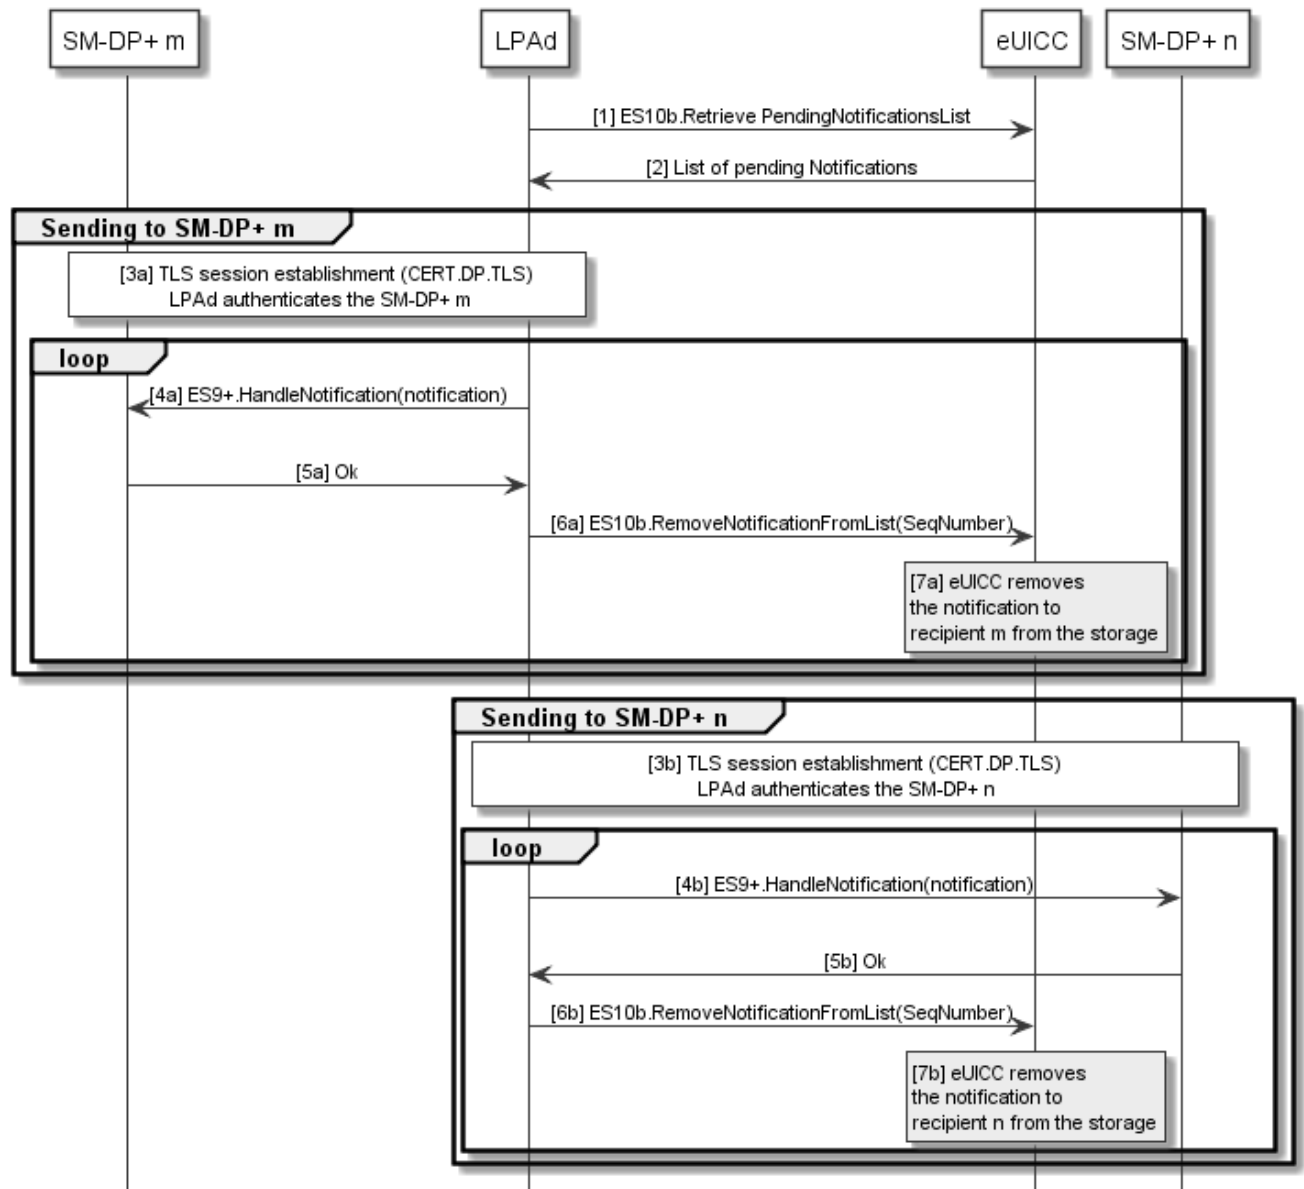 SM-DP+ m
LPAd
eUICC
SM-DP+ n
[1] ES10b.Retrieve PendingNotificationsList
[2] List of pending Notifications
Sending to SM-DP+ m
[3a] TLS session establishment (CERT.DP.TLS)
LPAd authenticates the SM-DP+ m
loop
[4a] ES9+.HandleNotification(notification)
[5a] Ok
[6a] ES10b.RemoveNotificationFromList(SeqNumber)
[7a] eUICC removes
the notification to
recipient m from the storage
Sending to SM-DP+ n
[3b] TLS session establishment (CERT.DP.TLS)
LPAd authenticates the SM-DP+ n
loop
[4b] ES9+.HandleNotification(notification)
[5b] Ok
[6b] ES10b.RemoveNotificationFromList(SeqNumber)
[7b] eUICC removes
the notification to
recipient n from the storage